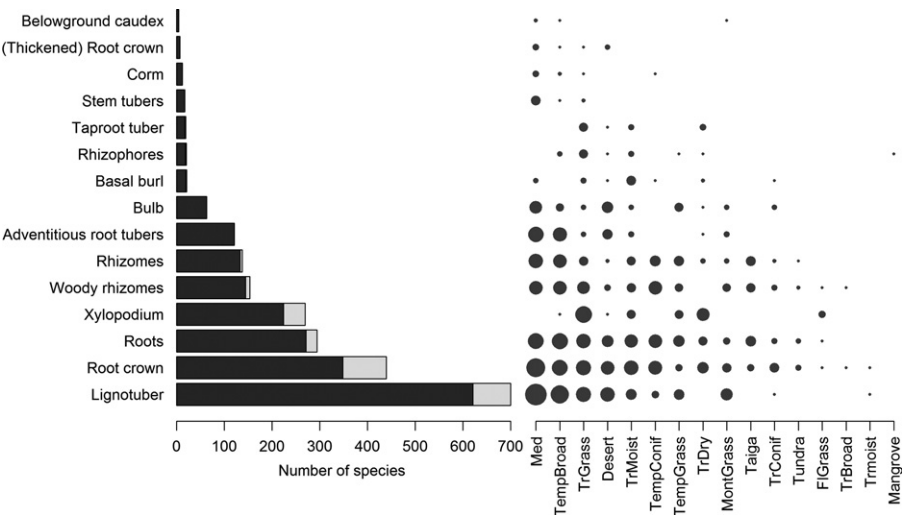 Belowground caudex
(Thickened) Root crown
Corm
Stem tubers
Taproot tuber
Rhizophores
Basal burl
Bulb
Adventitious root tubers
Rhizomes
Woody rhizomes
Xylopodium
Roots
Root crown
Lignotuber
0 100 200 300 400 500 600 700
Number of species
Med
TempBroad
TrGrass
Desert
TrMoist
TempConif
TempGrass
TrDry
MontGrass
Taiga
TrConif
Tundra
FlGrass
TrBroad
Trmoist
Mangrove